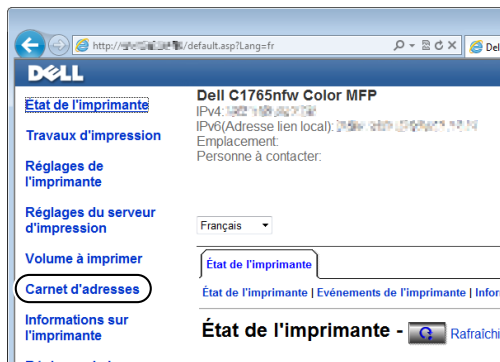 http:// /default.asp?Lang=fr
Del
DELL
Dell C1765nfw Color MFP
IPv4:
IPv6(Adresse lien local):
Emplacement:
Personne à contacter:
Français
État de l'imprimante
Travaux d'impression
Réglages de
l'imprimante
Réglages du serveur
d'impression
Volume à imprimer
Carnet d'adresses
Informations sur
l'imprimante
État de l'imprimante
État de l'imprimante | Evénements de l'imprimante | Infor
État de l'imprimante -
Rafraîchi